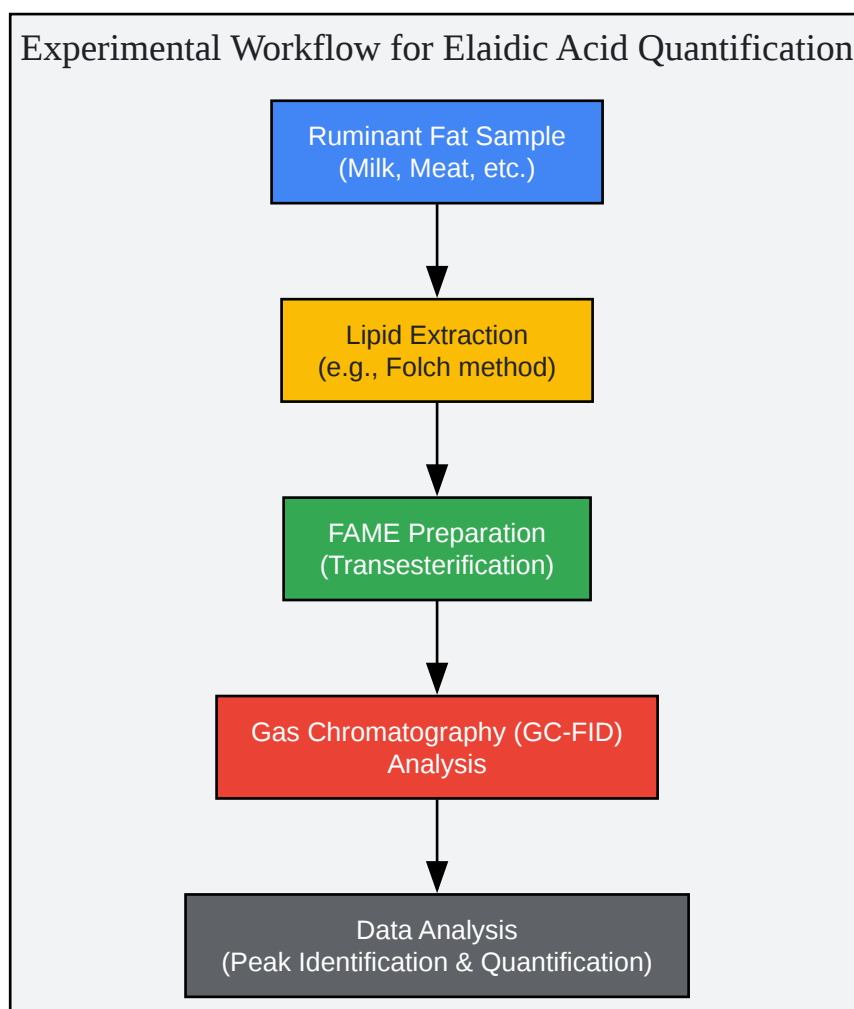 Experimental Workflow for Elaidic Acid Quantification
Ruminant Fat Sample
(Milk, Meat, etc.)
Lipid Extraction
(e.g., Folch method)
FAME Preparation
(Transesterification)
Gas Chromatography (GC-FID)
Analysis
Data Analysis
(Peak Identification & Quantification)